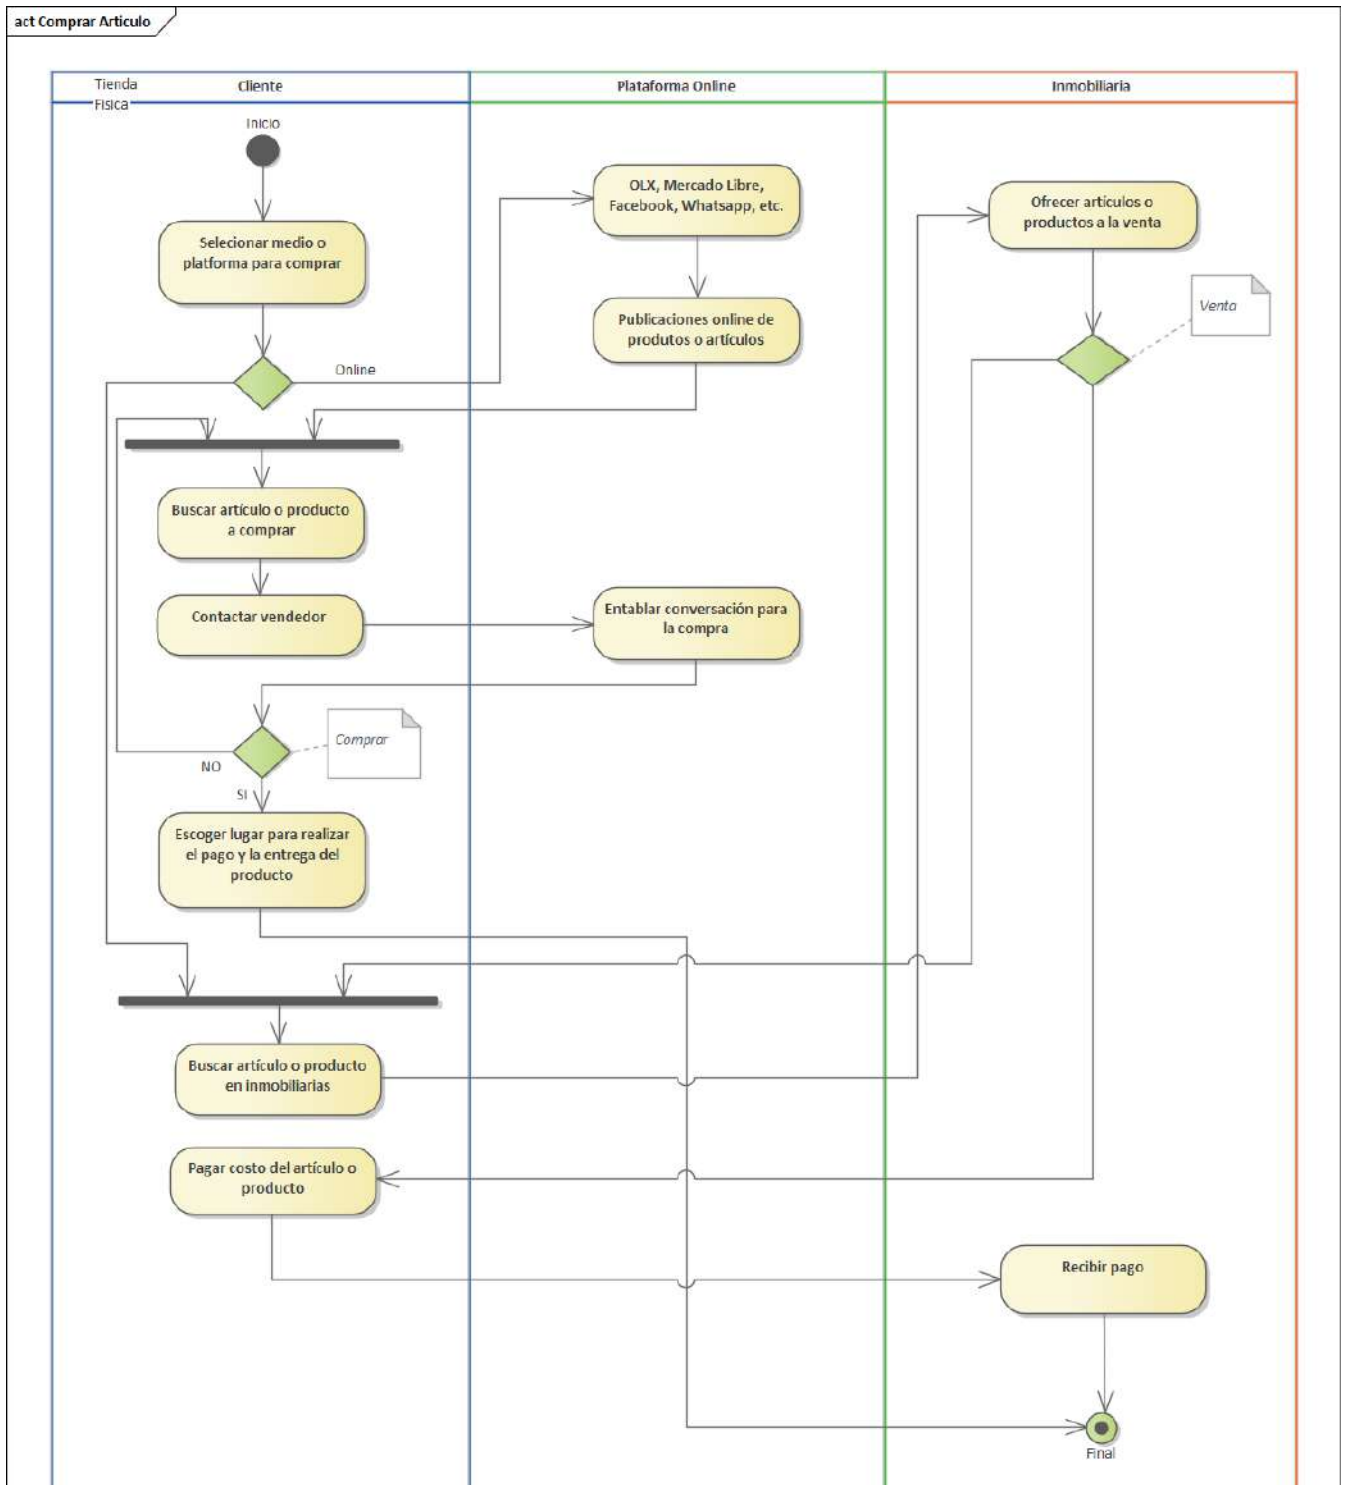 act Comprar Articulo
Tienda
Fisica
Cliente
Plataforma Online
Inmobiliaria
Inicio
OLX, Mercado Libre,
Facebook, Whatsapp, etc.
Ofrecer artículos o
productos a la venta
Selecionar medio o
platforma para comprar
Venta
Publicaciones online de
produtos o artículos
Online
Buscar artículo o producto
a comprar
Contactar vendedor
Entablar conversación para
la compra
Comprar
NO
SI
Escoger lugar para realizar
el pago y la entrega del
producto
Buscar artículo o producto
en inmobiliarias
Pagar costo del artículo o
producto
Recibir pago
Final